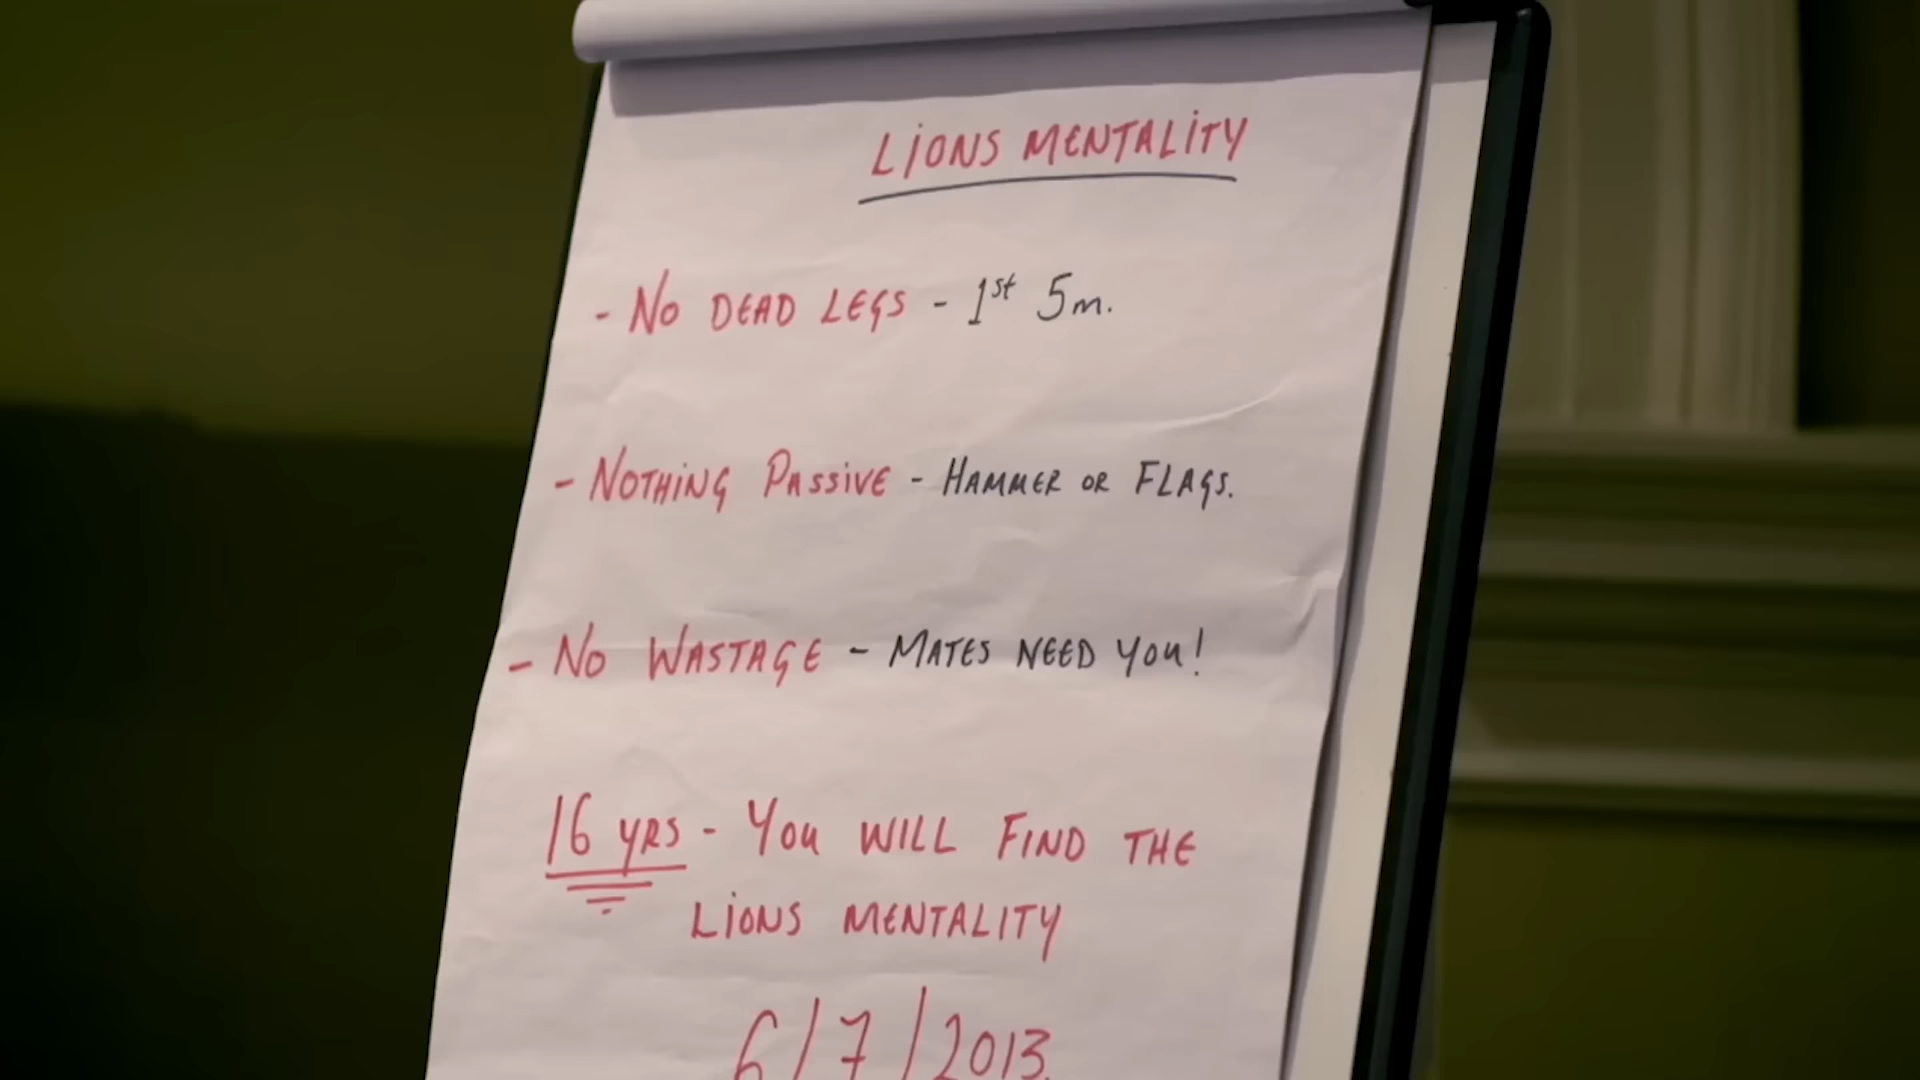 LIONS MENTALITY
- NO DEAD LEGS - 1st 5m.
- NOTHING PASSIVE - HAMMER OR FLAGS.
- NO WASTAGE - MATES NEED YOU!
16 YRS - YOU WILL FIND THE
LIONS MENTALITY
6/7/2013.